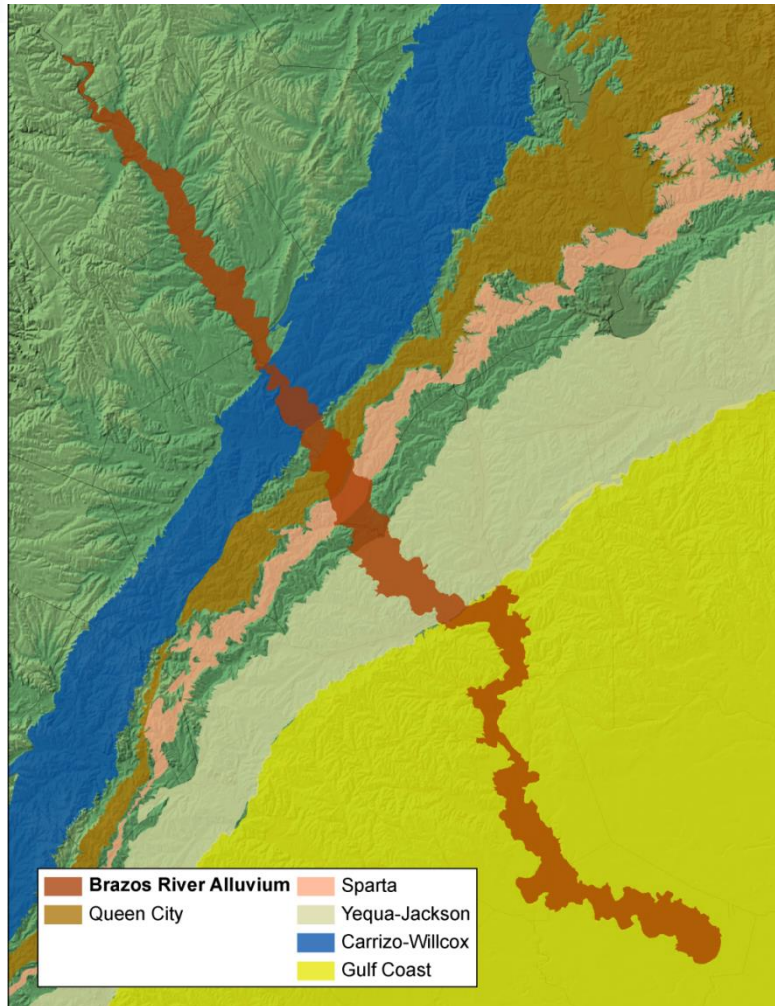 Brazos River Alluvium
Queen City
Sparta
Yequa-Jackson
Carrizo-Willcox
Gulf Coast